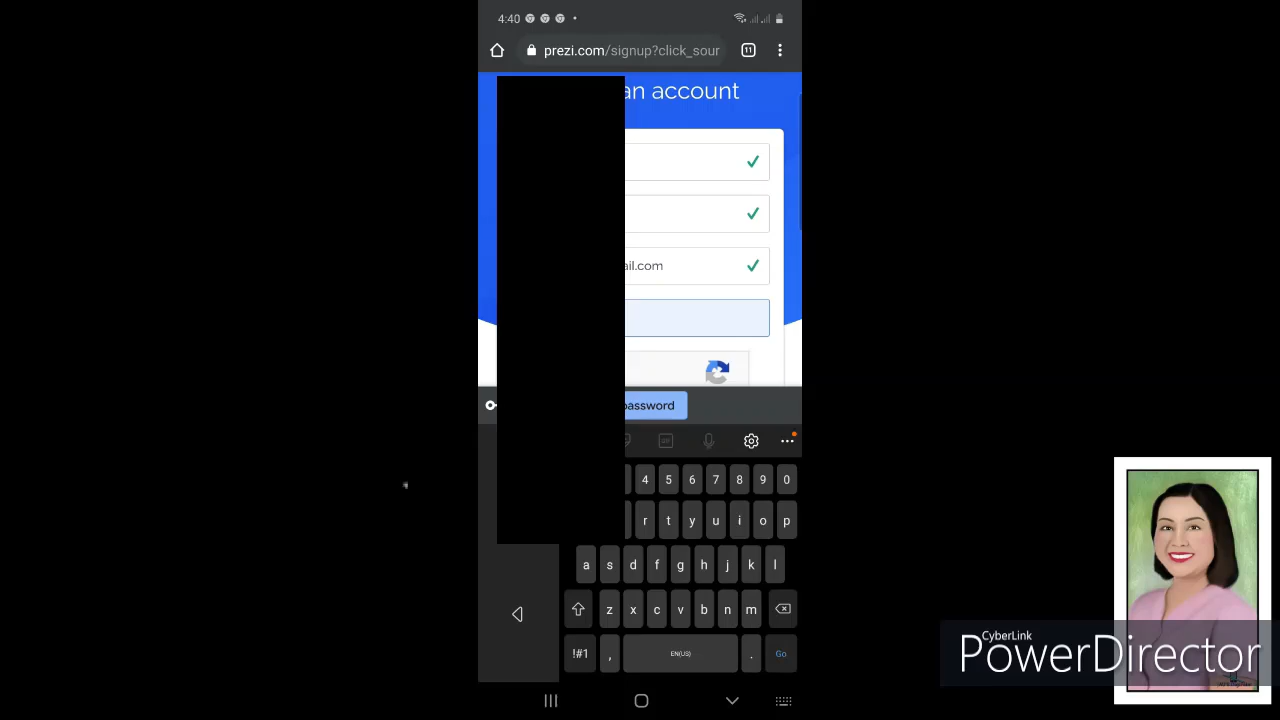 4:40
prezi.com/signup?click_sour
11
an account
ail.com
password
GIF
4 5 6 7 8 9 0
r t y u i o p
a s d f g h j k l
z x c v b n m
!#1 , EN(US) . Go
CyberLink
PowerDirector